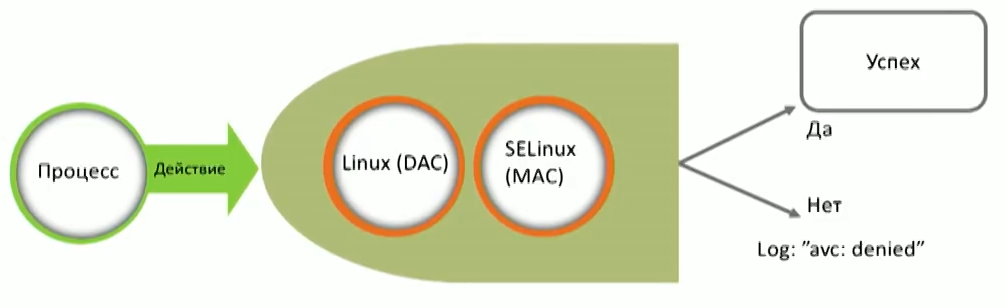 Процесс
Действие
Linux (DAC)
SELinux
(MAC)
Успех
Да
Нет
Log: ”avc: denied”